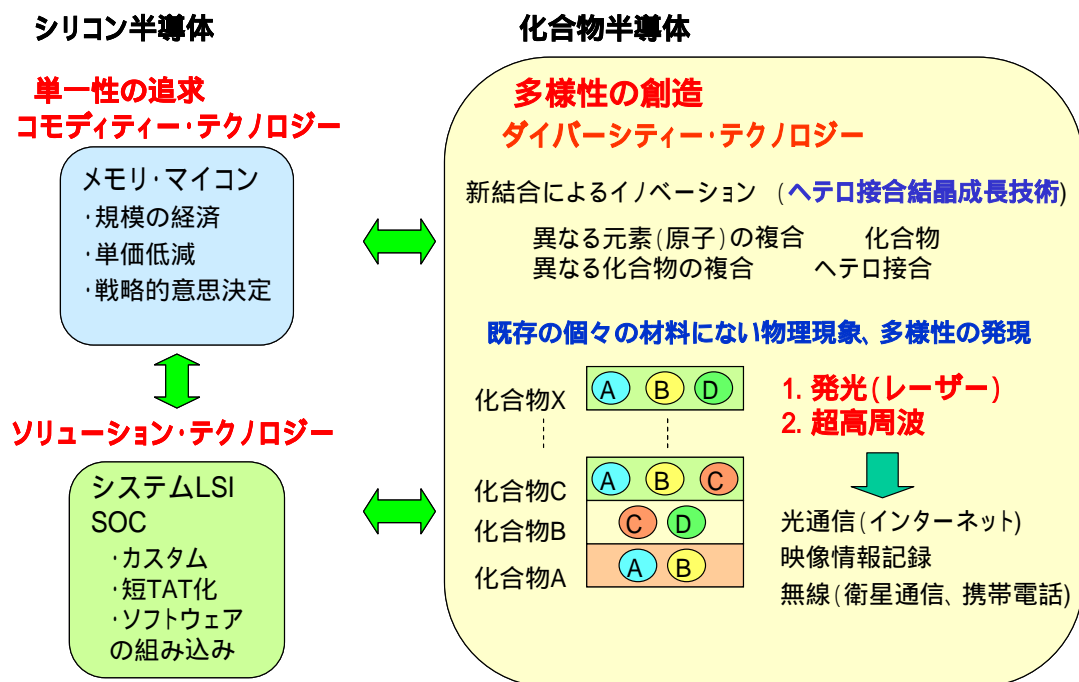 シリコン半導体
単一性の追求
コモディティー・テクノロジー
メモリ・マイコン
・規模の経済
・単価低減
・戦略的意思決定
ソリューション・テクノロジー
システムLSI
SOC
・カスタム
・短TAT化
・ソフトウェア
の組み込み
化合物半導体
多様性の創造
ダイバーシティー・テクノロジー
新結合によるイノベーション (ヘテロ接合結晶成長技術)
異なる元素(原子)の複合 化合物
異なる化合物の複合 ヘテロ接合
既存の個々の材料にない物理現象、多様性の発現
化合物X A B D
化合物C A B C
化合物B C D
化合物A A B
1. 発光(レーザー)
2. 超高周波
光通信(インターネット)
映像情報記録
無線(衛星通信、携帯電話)